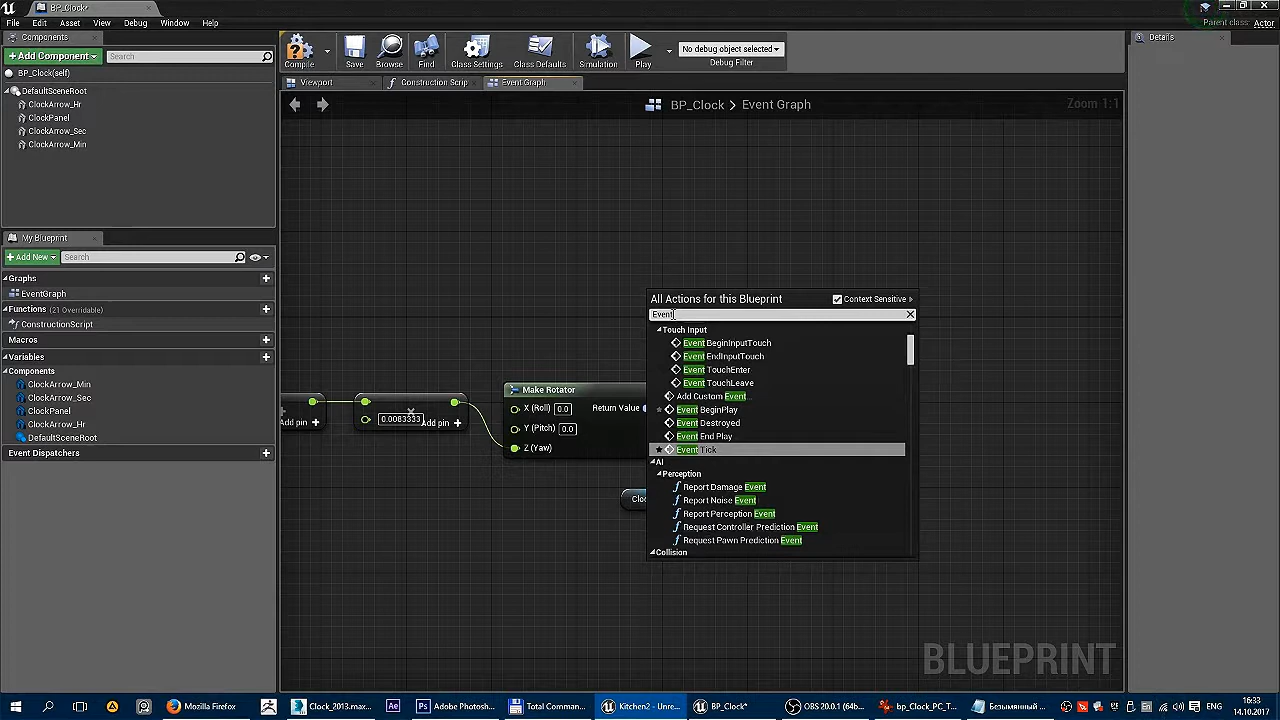 BP_Clock*
File Edit Asset View Debug Window Help
Parent class: Actor
Components
Details
+Add Component
Search
BP_Clock(self)
DefaultSceneRoot
ClockArrow_Hr
ClockPanel
ClockArrow_Sec
ClockArrow_Min
Compile
Save
Browse
Find
Class Settings
Class Defaults
Simulation
Play
No debug object selected
Debug Filter
Viewport
Construction Scrip
Event Graph
BP_Clock > Event Graph
Zoom 1:1
My Blueprint
+Add New
Search
Graphs
EventGraph
Functions (21 Overridable)
ConstructionScript
Macros
Variables
Components
ClockArrow_Min
ClockArrow_Sec
ClockPanel
ClockArrow_Hr
DefaultSceneRoot
Event Dispatchers
Add pin +
0.0083333
Add pin +
Make Rotator
X (Roll) 0.0
Return Value
Y (Pitch) 0.0
Z (Yaw)
Cloc
All Actions for this Blueprint
Context Sensitive
Event
Touch Input
Event BeginInputTouch
Event EndInputTouch
Event TouchEnter
Event TouchLeave
Add Custom Event...
Event BeginPlay
Event Destroyed
Event End Play
Event Tick
AI
Perception
Report Damage Event
Report Noise Event
Report Perception Event
Request Controller Prediction Event
Request Pawn Prediction Event
Collision
BLUEPRINT
Mozilla Firefox
Clock_2013.max...
Adobe Photosh...
Total Comman...
Kitchen2 - Unre...
BP_Clock*
OBS 20.0.1 (64b...
bp_Clock_PC_Ti...
Безымянный ...
ENG
16:33
14.10.2017